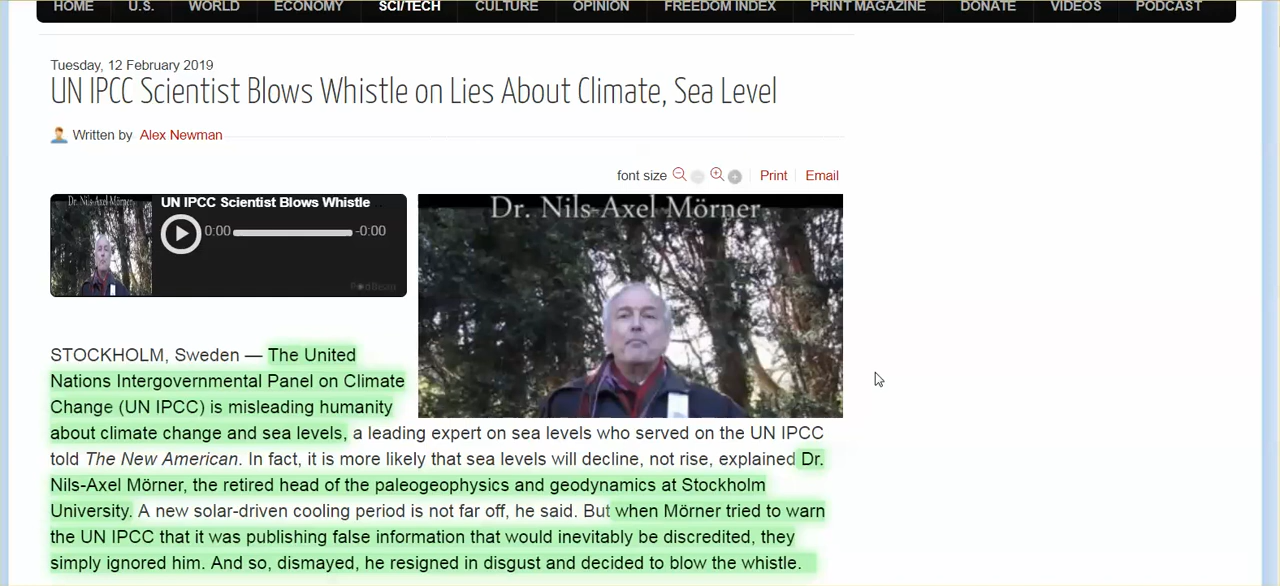 HOME U.S. WORLD ECONOMY SCI/TECH CULTURE OPINION FREEDOM INDEX PRINT MAGAZINE DONATE VIDEOS PODCAST
Tuesday, 12 February 2019
UN IPCC Scientist Blows Whistle on Lies About Climate, Sea Level
Written by Alex Newman
font size Print Email
Dr. Nils-Axel Mörner
UN IPCC Scientist Blows Whistle
0:00 -0:00
PodBean
Dr. Nils-Axel Mörner
STOCKHOLM, Sweden — The United
Nations Intergovernmental Panel on Climate
Change (UN IPCC) is misleading humanity
about climate change and sea levels, a leading expert on sea levels who served on the UN IPCC
told The New American. In fact, it is more likely that sea levels will decline, not rise, explained Dr.
Nils-Axel Mörner, the retired head of the paleogeophysics and geodynamics at Stockholm
University. A new solar-driven cooling period is not far off, he said. But when Mörner tried to warn
the UN IPCC that it was publishing false information that would inevitably be discredited, they
simply ignored him. And so, dismayed, he resigned in disgust and decided to blow the whistle.